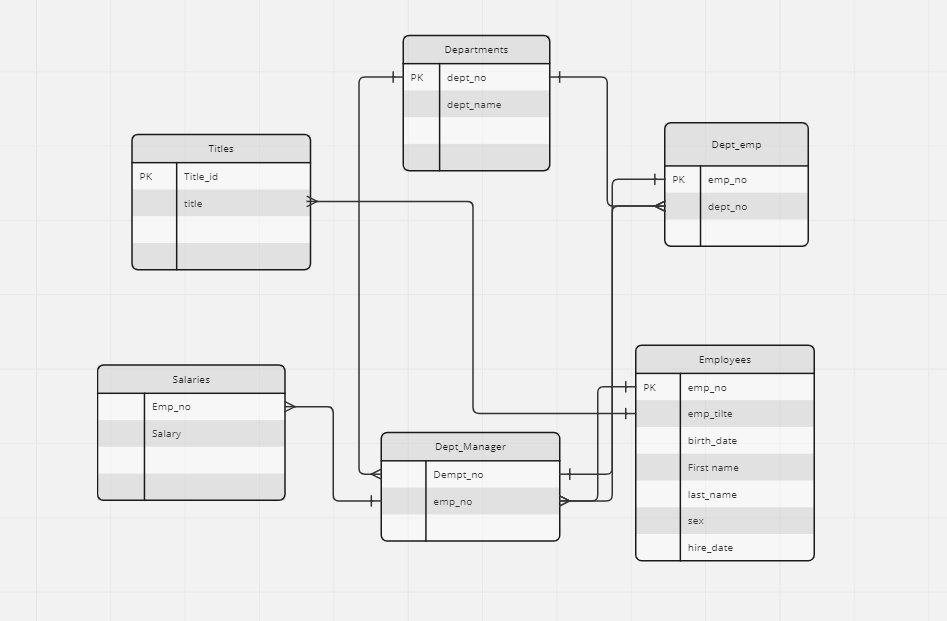 Departments
PK dept_no
dept_name
Titles
PK Title_id
title
Dept_emp
PK emp_no
dept_no
Salaries
Emp_no
Salary
Dept_Manager
Dempt_no
emp_no
Employees
PK emp_no
emp_tilte
birth_date
First name
last_name
sex
hire_date